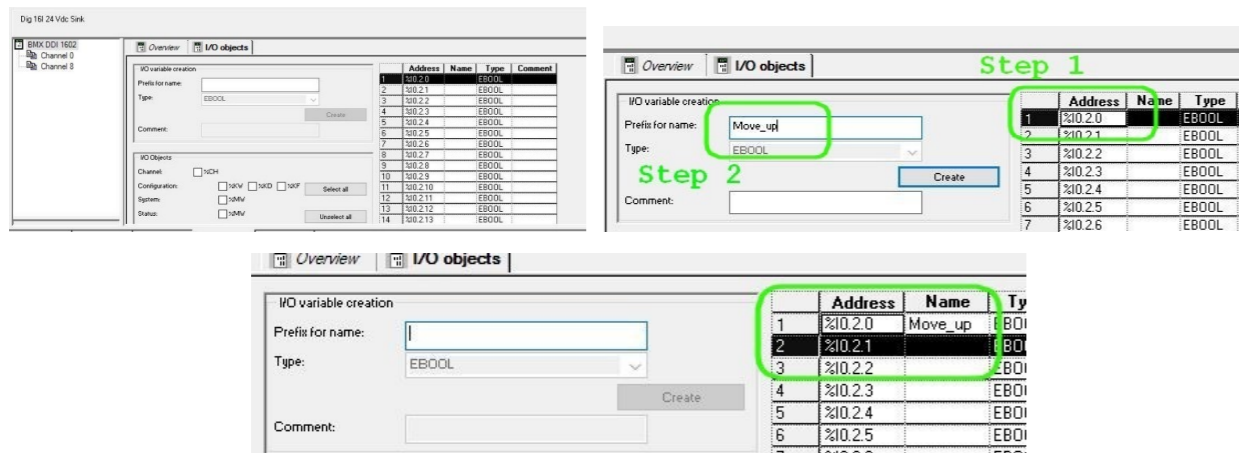 Dig 16I 24 Vdc Sink
BMX DDI 1602
Channel 0
Channel 8
Overview I/O objects
I/O variable creation
Prefix for name:
Type: EBOOL
Create
Comment:
I/O Objects
Channel: %CH
Configuration: %KW %KD %KF Select all
System: %MW
Status: %MW Unselect all
Address Name Type Comment
1 %I0.2.0 EBOOL
2 %I0.2.1 EBOOL
3 %I0.2.2 EBOOL
4 %I0.2.3 EBOOL
5 %I0.2.4 EBOOL
6 %I0.2.5 EBOOL
7 %I0.2.6 EBOOL
8 %I0.2.7 EBOOL
9 %I0.2.8 EBOOL
10 %I0.2.9 EBOOL
11 %I0.2.10 EBOOL
12 %I0.2.11 EBOOL
13 %I0.2.12 EBOOL
14 %I0.2.13 EBOOL
Overview I/O objects
Step 1
I/O variable creation
Prefix for name: Move_up
Type: EBOOL
Step 2
Create
Comment:
Address Name Type
1 %I0.2.0 EBOOL
2 %I0.2.1 EBOOL
3 %I0.2.2 EBOOL
4 %I0.2.3 EBOOL
5 %I0.2.4 EBOOL
6 %I0.2.5 EBOOL
7 %I0.2.6 EBOOL
Overview I/O objects
I/O variable creation
Prefix for name:
Type: EBOOL
Create
Comment:
Address Name Ty
1 %I0.2.0 Move_up EBO
2 %I0.2.1 EBO
3 %I0.2.2 EBO
4 %I0.2.3 EBO
5 %I0.2.4 EBO
6 %I0.2.5 EBO